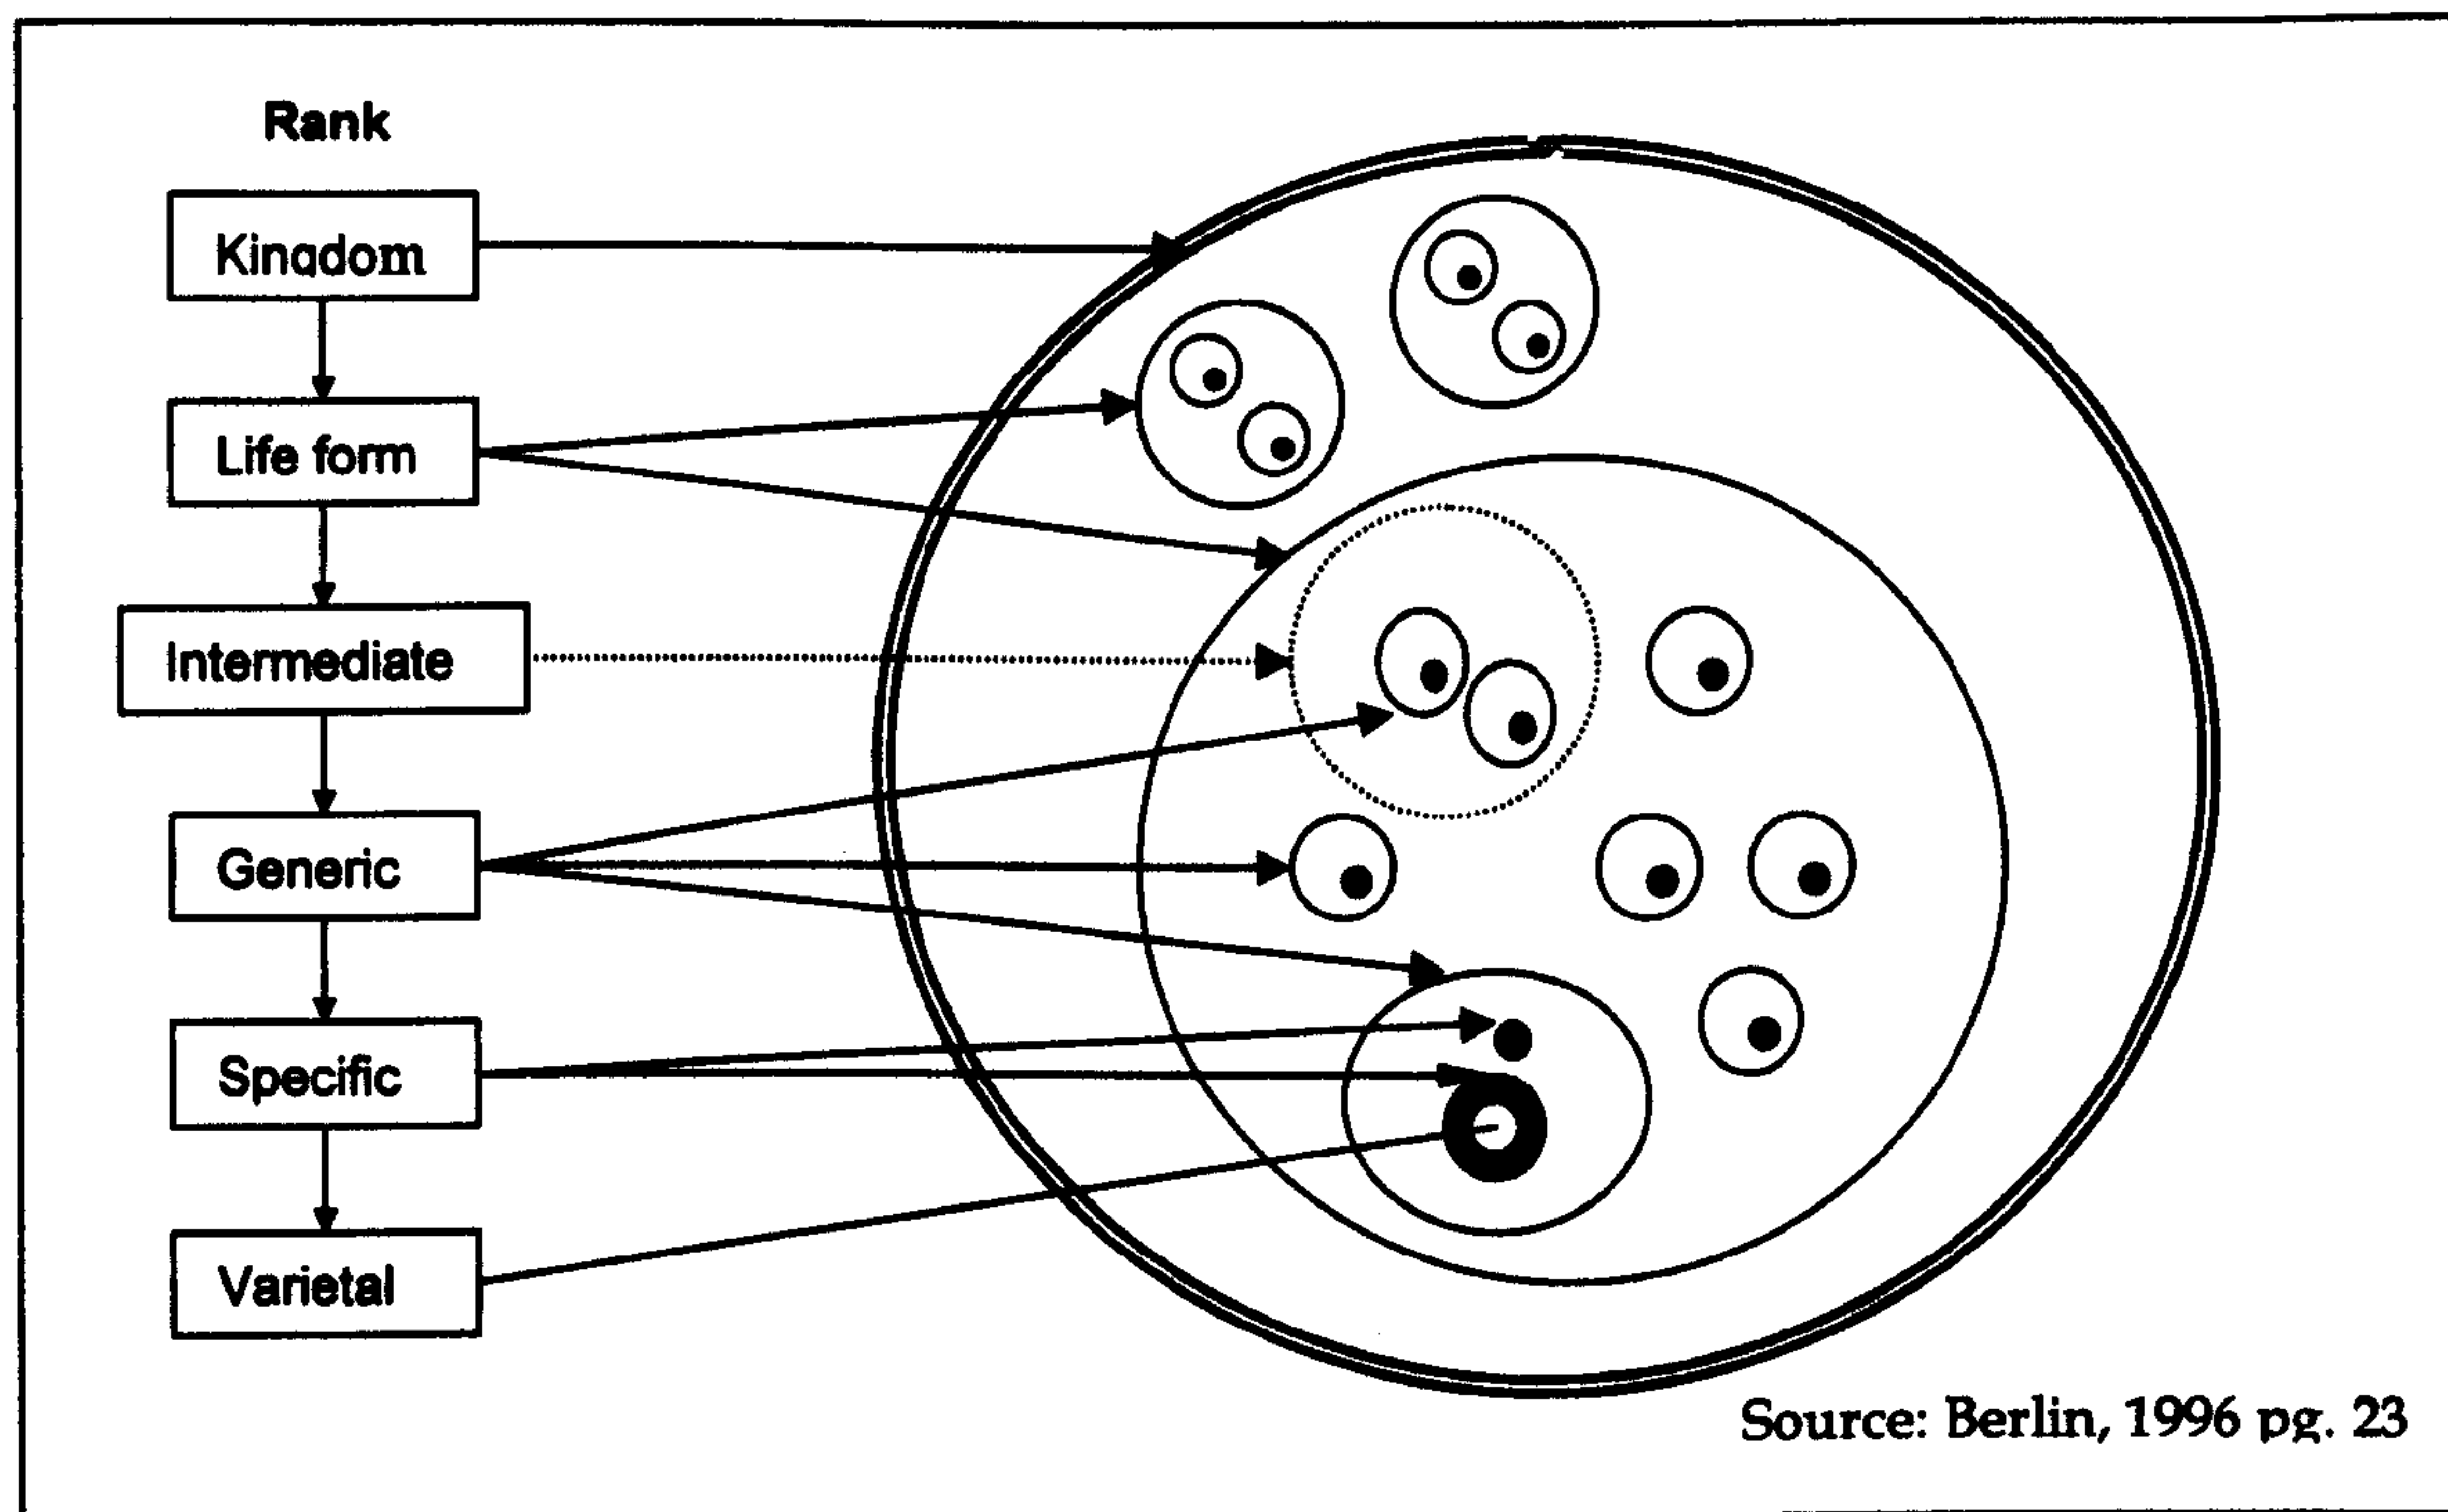 Rank
Kingdom
Life form
Intermediate
Generic
Specific
Varietal
Source: Berlin, 1996 pg. 23